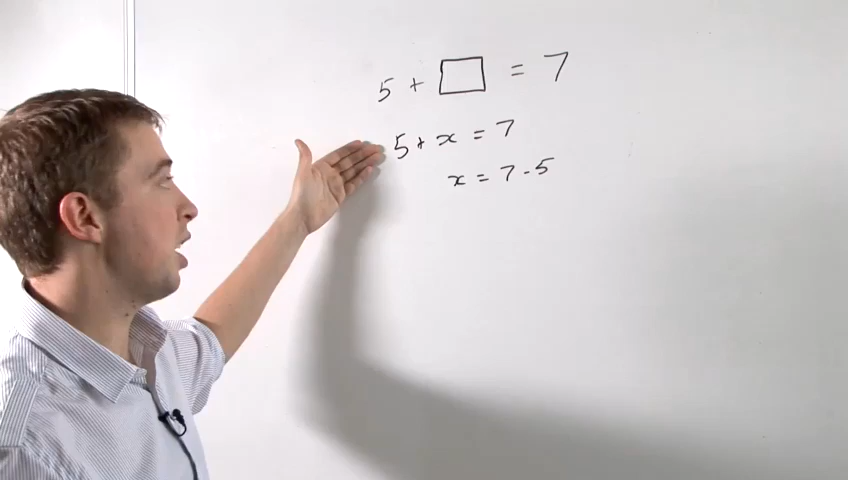 5 + □ = 7
5 + x = 7
x = 7 - 5